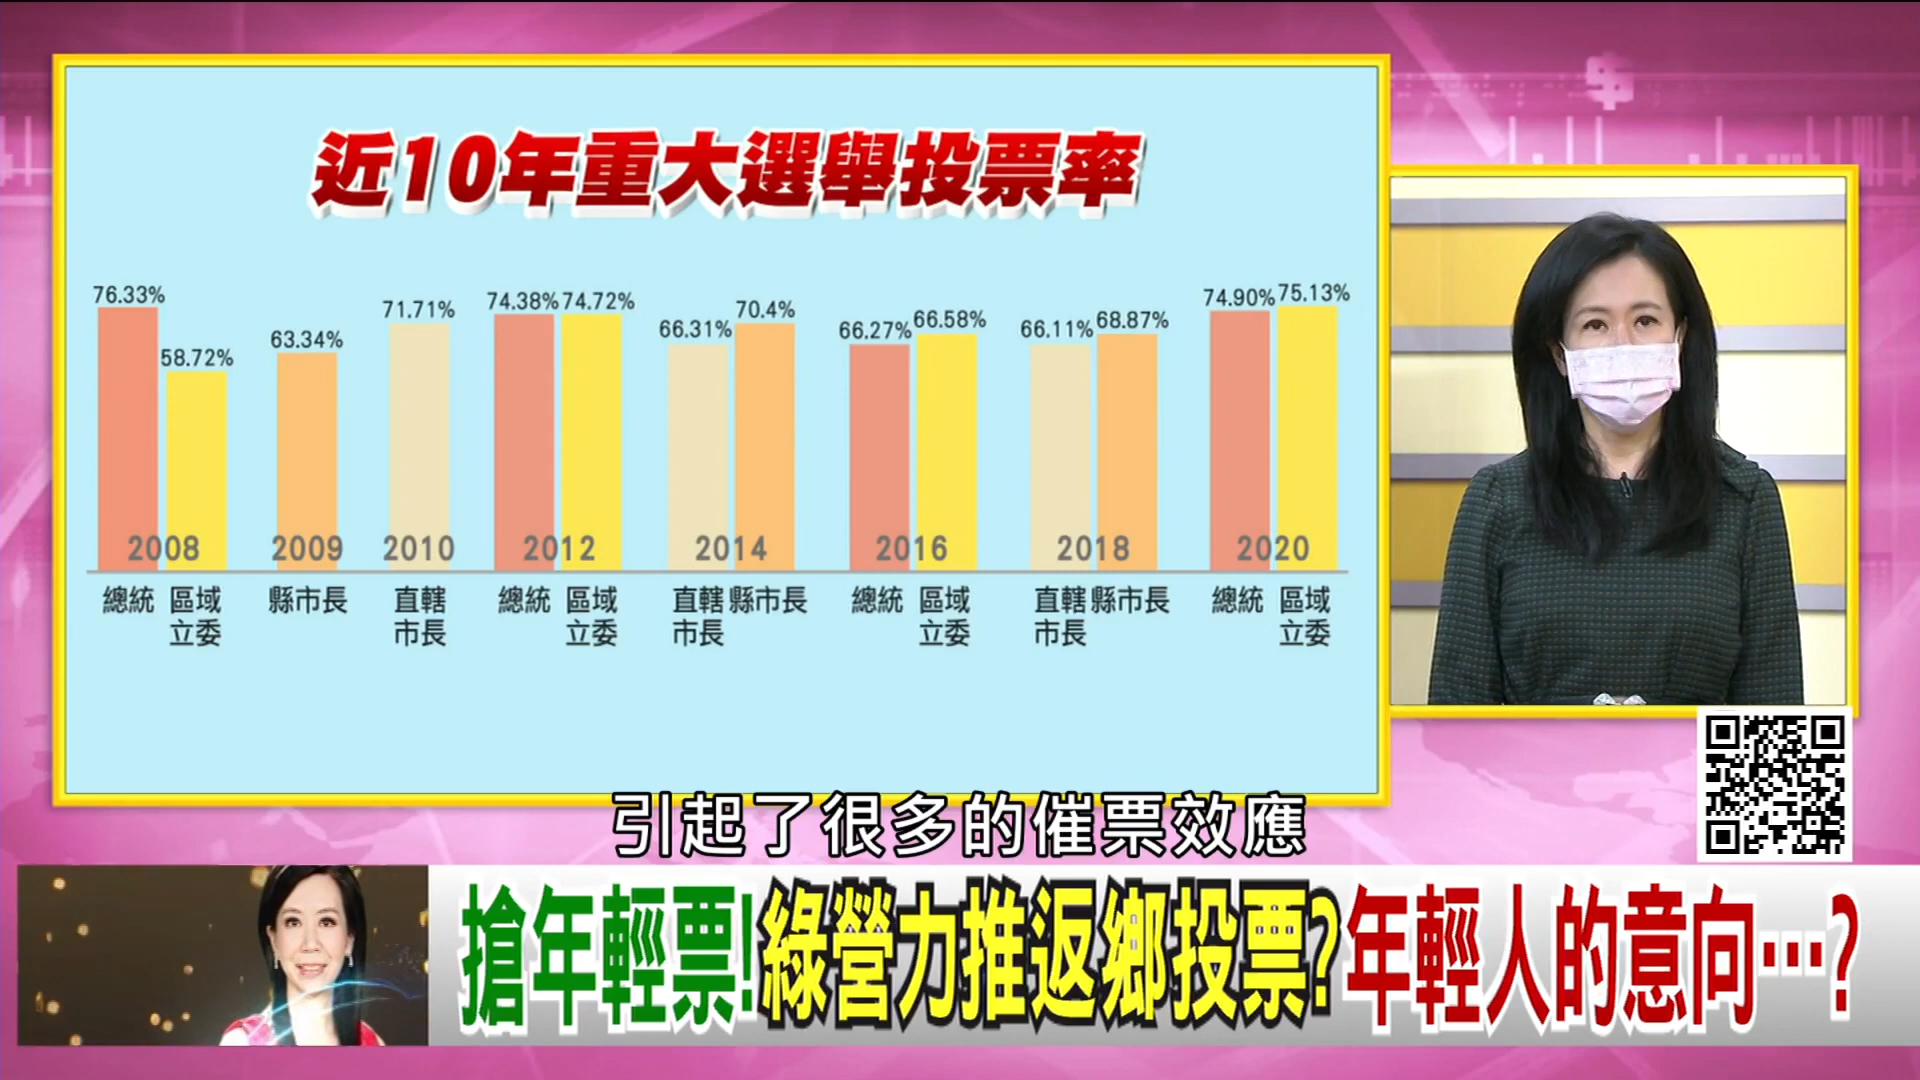 近10年重大選舉投票率
76.33%
58.72%
63.34%
71.71%
74.38%
74.72%
66.31%
70.4%
66.27%
66.58%
66.11%
68.87%
74.90%
75.13%
2008
2009
2010
2012
2014
2016
2018
2020
總統
區域
立委
縣市長
直轄
市長
總統
區域
立委
直轄
市長
縣市長
總統
區域
立委
直轄
市長
縣市長
總統
區域
立委
引起了很多的催票效應
搶年輕票!綠營力推返鄉投票?年輕人的意向…?